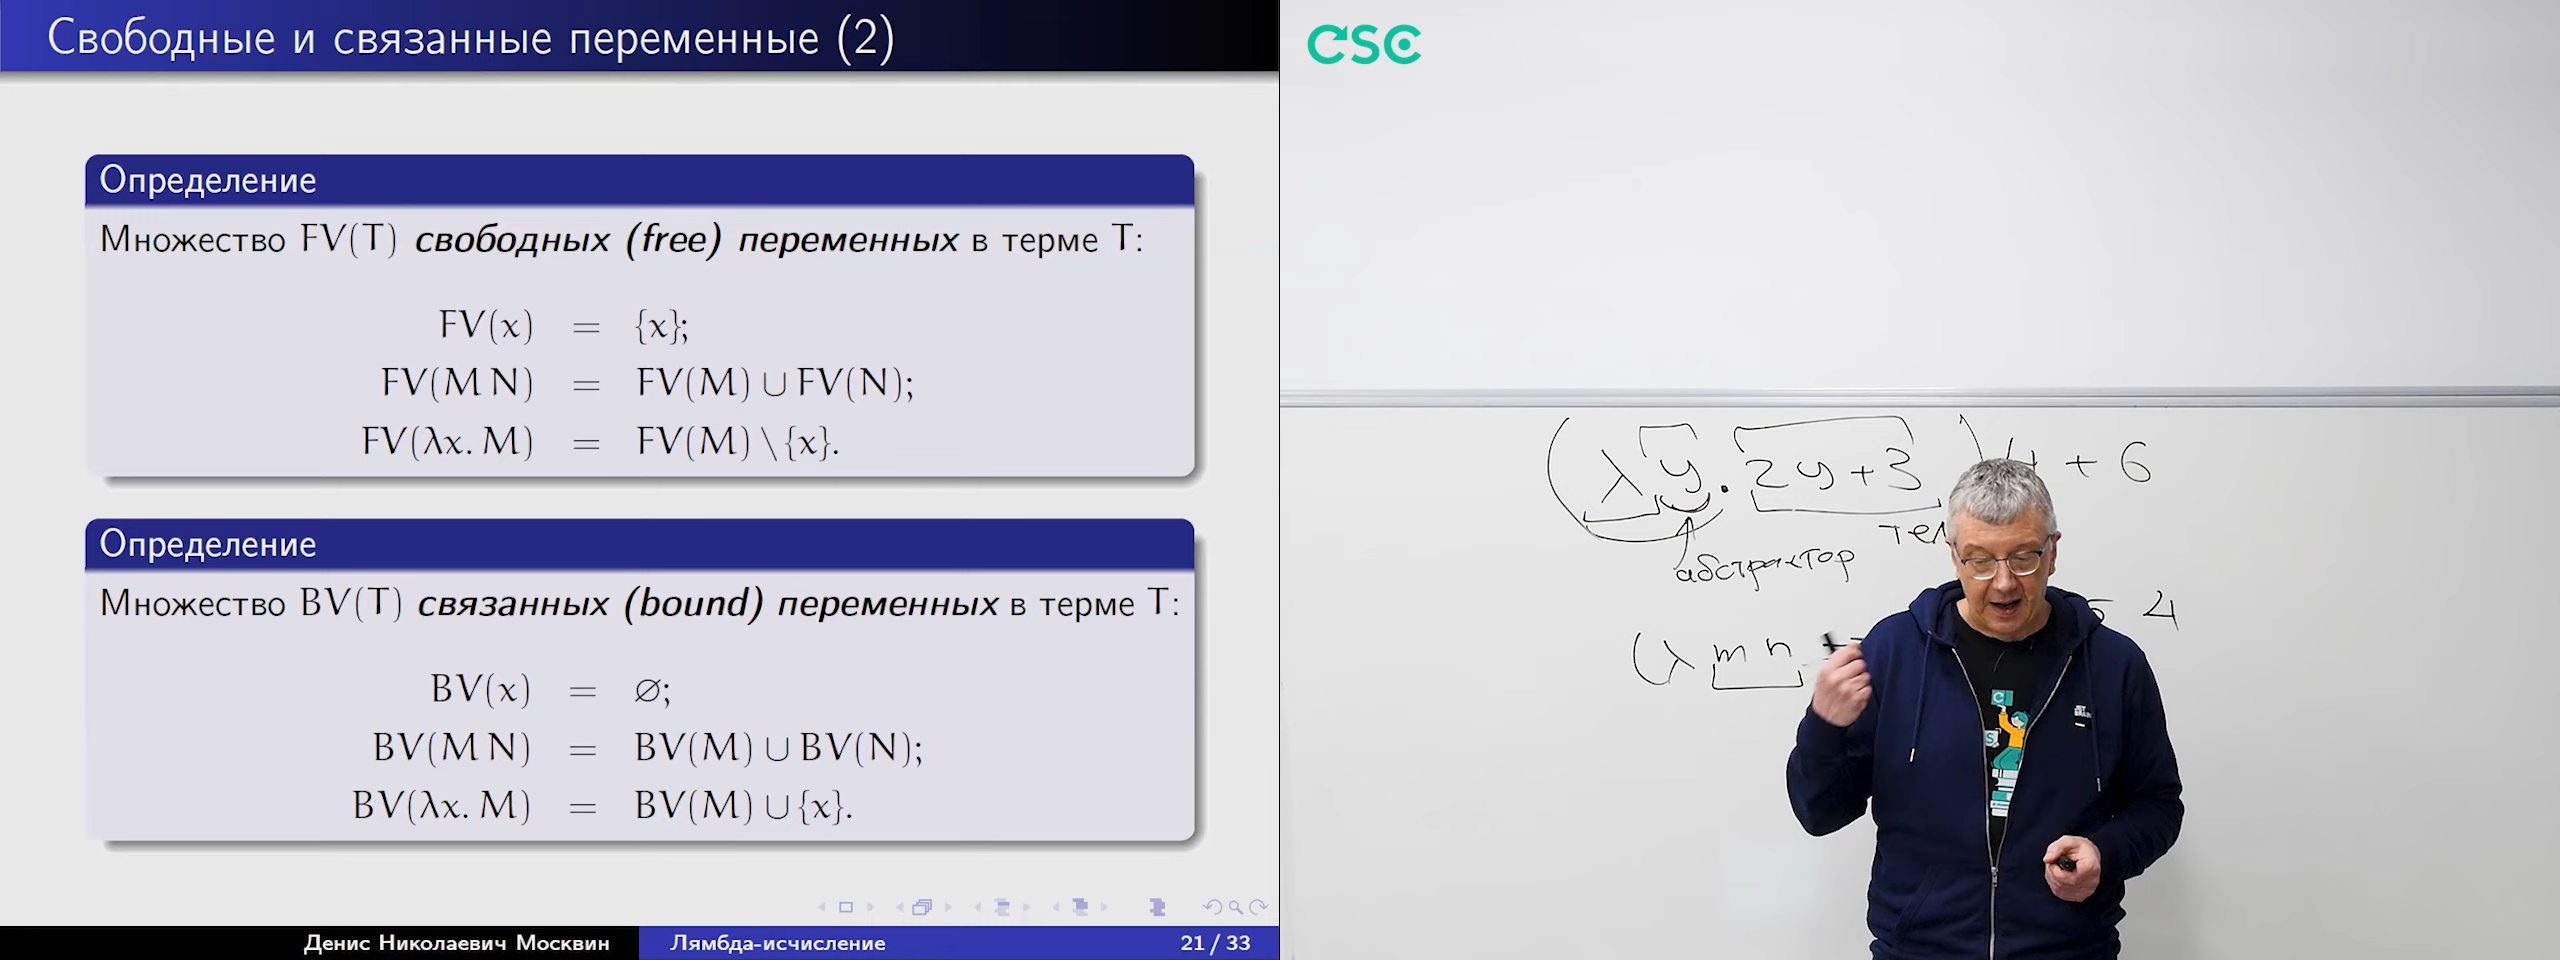 Свободные и связанные переменные (2)
Определение
Множество FV(T) свободных (free) переменных в терме T:
FV(x) = {x};
FV(M N) = FV(M) ∪ FV(N);
FV(λx. M) = FV(M) \ {x}.
Определение
Множество BV(T) связанных (bound) переменных в терме T:
BV(x) = ∅;
BV(M N) = BV(M) ∪ BV(N);
BV(λx. M) = BV(M) ∪ {x}.
Денис Николаевич Москвин
Лямбда-исчисление
21 / 33
CSC
(λy. 2y+3) 4 + 6
абстрактор
5 4
(λ m n